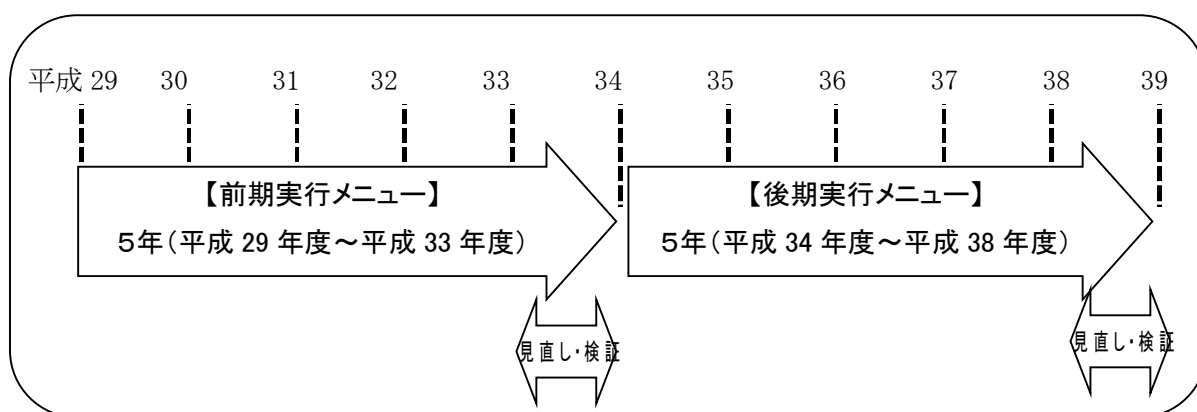 平成 29 30 31 32 33 34 35 36 37 38 39
【前期実行メニュー】
5年(平成 29 年度～平成 33 年度)
【後期実行メニュー】
5年(平成 34 年度～平成 38 年度)
見直し・検証
見直し・検証